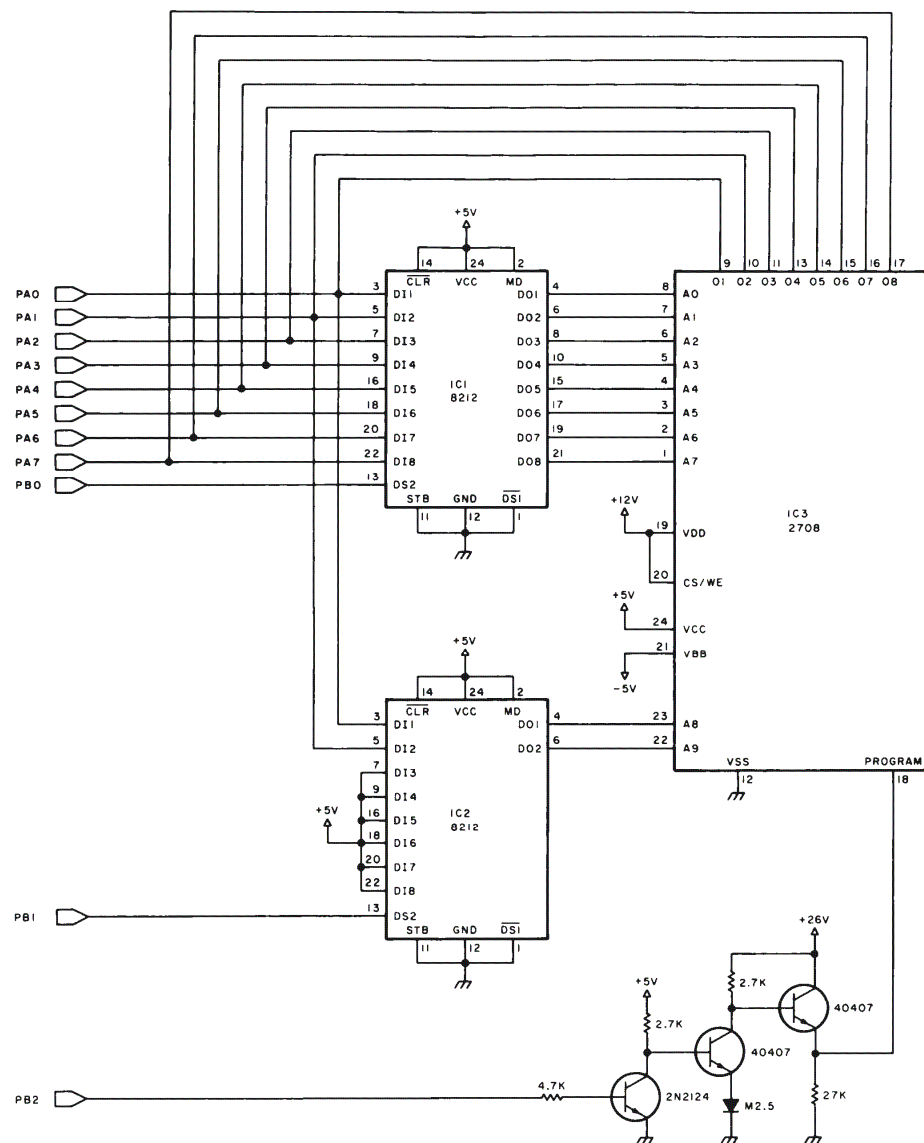 9 10 11 13 14 15 16 17
O1 O2 O3 O4 O5 O6 O7 O8
+5V
14 24 2
CLR VCC MD
PA0 3 DI1 DO1 4 8 A0
PA1 5 DI2 DO2 6 7 A1
PA2 7 DI3 DO3 8 6 A2
PA3 9 DI4 DO4 10 5 A3
PA4 16 DI5 DO5 15 4 A4
PA5 18 DI6 DO6 17 3 A5
PA6 20 DI7 DO7 19 2 A6
PA7 22 DI8 DO8 21 1 A7
PB0 13 DS2
IC1
8212
STB GND DS1
11 12 1
IC3
2708
+12V
19 VDD
20 CS/WE
+5V
24 VCC
21 VBB
-5V
+5V
14 24 2
CLR VCC MD
3 DI1 DO1 4 23 A8
5 DI2 DO2 6 22 A9
7 DI3
9 DI4
16 DI5
+5V
18 DI6
20 DI7
22 DI8
IC2
8212
VSS PROGRAM
12 18
PB1 13 DS2
STB GND DS1
11 12 1
+26V
+5V
2.7K
2.7K
40407
40407
PB2 4.7K
2N2124
M2.5
27K